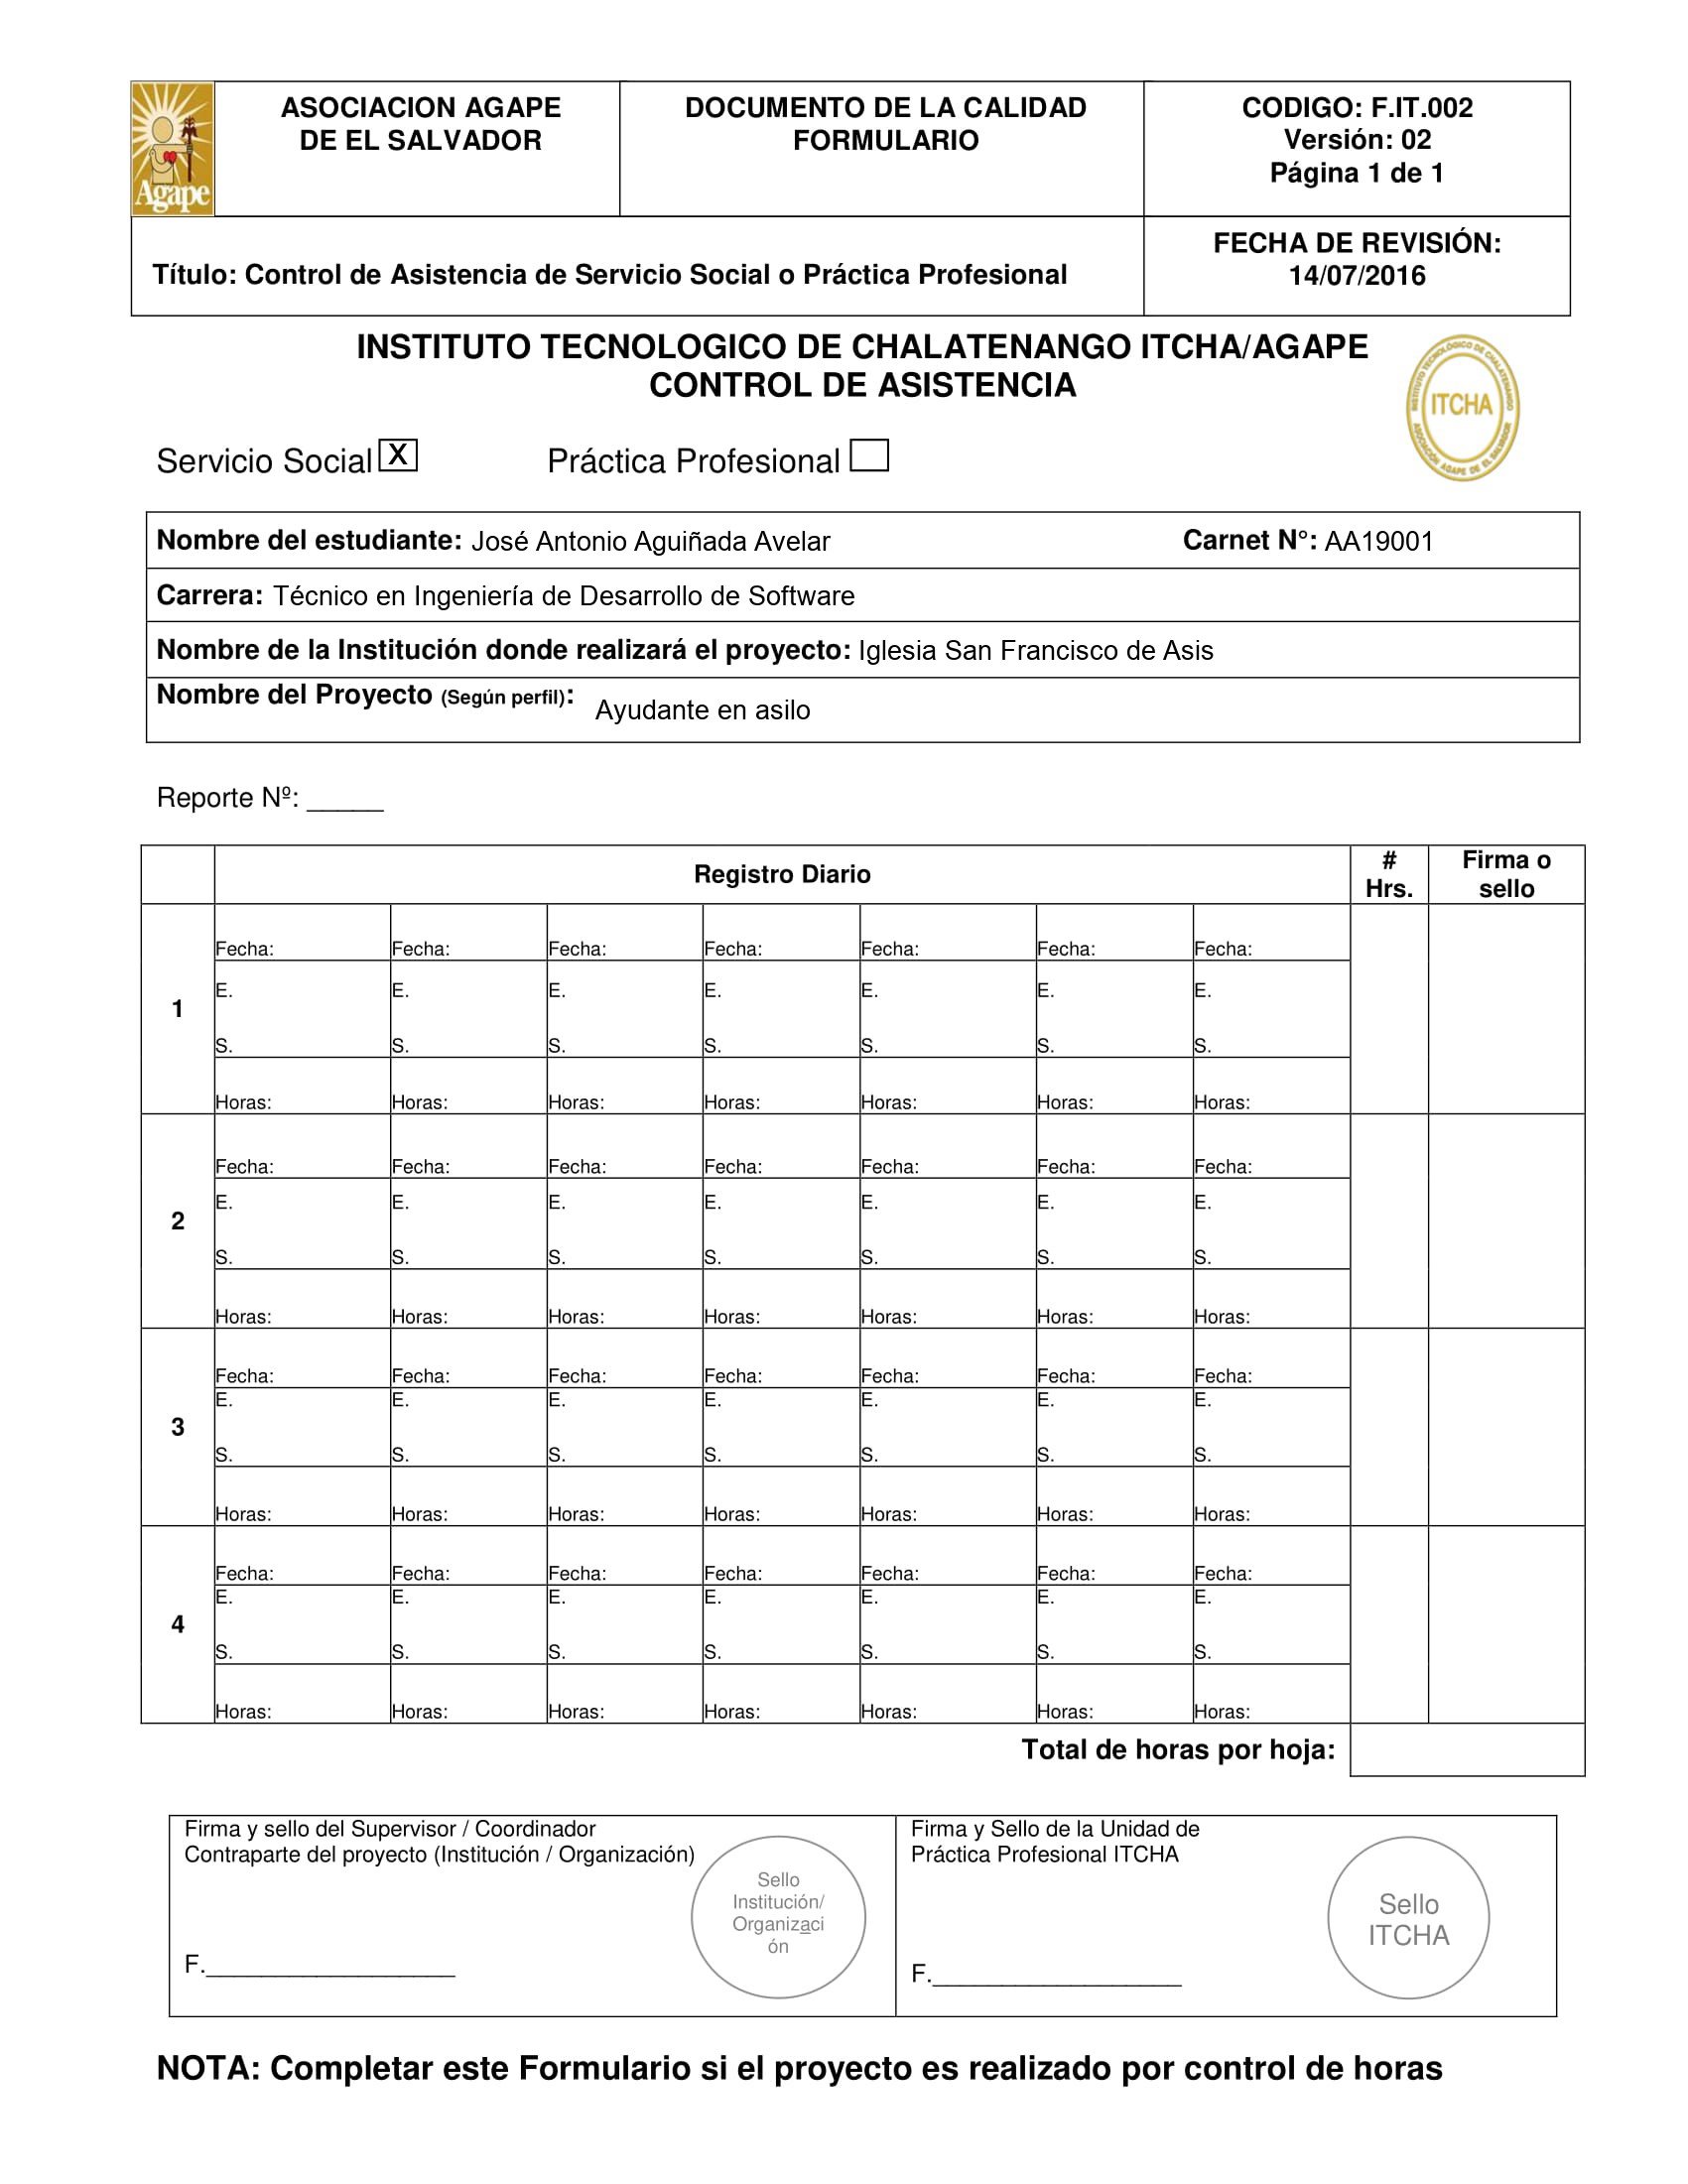 Agape
ASOCIACION AGAPE
DE EL SALVADOR
DOCUMENTO DE LA CALIDAD
FORMULARIO
CODIGO: F.IT.002
Versión: 02
Página 1 de 1
Título: Control de Asistencia de Servicio Social o Práctica Profesional
FECHA DE REVISIÓN:
14/07/2016
INSTITUTO TECNOLOGICO DE CHALATENANGO ITCHA/AGAPE
CONTROL DE ASISTENCIA
INSTITUTO TECNOLÓGICO DE CHALATENANGO
ITCHA
ASOCIACIÓN AGAPE DE EL SALVADOR
Servicio Social X Práctica Profesional
Nombre del estudiante: José Antonio Aguiñada Avelar Carnet N°: AA19001
Carrera: Técnico en Ingeniería de Desarrollo de Software
Nombre de la Institución donde realizará el proyecto: Iglesia San Francisco de Asis
Nombre del Proyecto (Según perfil): Ayudante en asilo
Reporte Nº: _____
Registro Diario # Hrs. Firma o sello
Fecha: Fecha: Fecha: Fecha: Fecha: Fecha: Fecha:
E. E. E. E. E. E. E.
1
S. S. S. S. S. S. S.
Horas: Horas: Horas: Horas: Horas: Horas: Horas:
Fecha: Fecha: Fecha: Fecha: Fecha: Fecha: Fecha:
E. E. E. E. E. E. E.
2
S. S. S. S. S. S. S.
Horas: Horas: Horas: Horas: Horas: Horas: Horas:
Fecha: Fecha: Fecha: Fecha: Fecha: Fecha: Fecha:
E. E. E. E. E. E. E.
3
S. S. S. S. S. S. S.
Horas: Horas: Horas: Horas: Horas: Horas: Horas:
Fecha: Fecha: Fecha: Fecha: Fecha: Fecha: Fecha:
E. E. E. E. E. E. E.
4
S. S. S. S. S. S. S.
Horas: Horas: Horas: Horas: Horas: Horas: Horas:
Total de horas por hoja:
Firma y sello del Supervisor / Coordinador
Contraparte del proyecto (Institución / Organización)
Sello
Institución/
Organizaci
ón
F.____________________
Firma y Sello de la Unidad de
Práctica Profesional ITCHA
Sello
ITCHA
F.____________________
NOTA: Completar este Formulario si el proyecto es realizado por control de horas